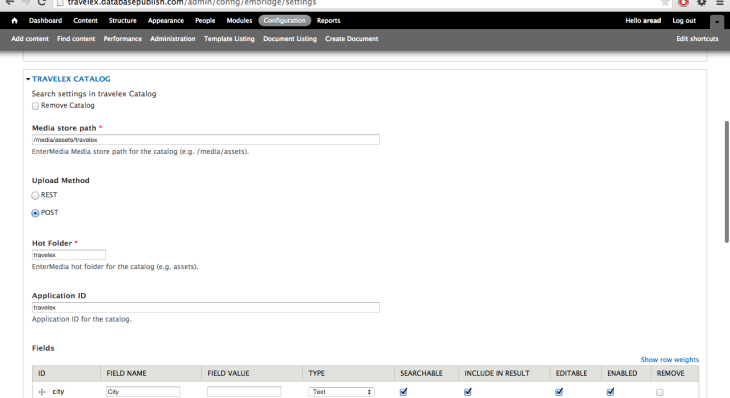 travelex.databasepublish.com/admin/config/embridge/settings
Dashboard Content Structure Appearance People Modules Configuration Reports Hello aread Log out
Add content Find content Performance Administration Template Listing Document Listing Create Document Edit shortcuts
TRAVELEX CATALOG
Search settings in travelex Catalog
Remove Catalog
Media store path *
/media/assets/travelex
EnterMedia Media store path for the catalog (e.g. /media/assets).
Upload Method
REST
POST
Hot Folder *
travelex
EnterMedia hot folder for the catalog (e.g. assets).
Application ID
travelex
Application ID for the catalog.
Fields
Show row weights
ID FIELD NAME FIELD VALUE TYPE SEARCHABLE INCLUDE IN RESULT EDITABLE ENABLED REMOVE
city City Text